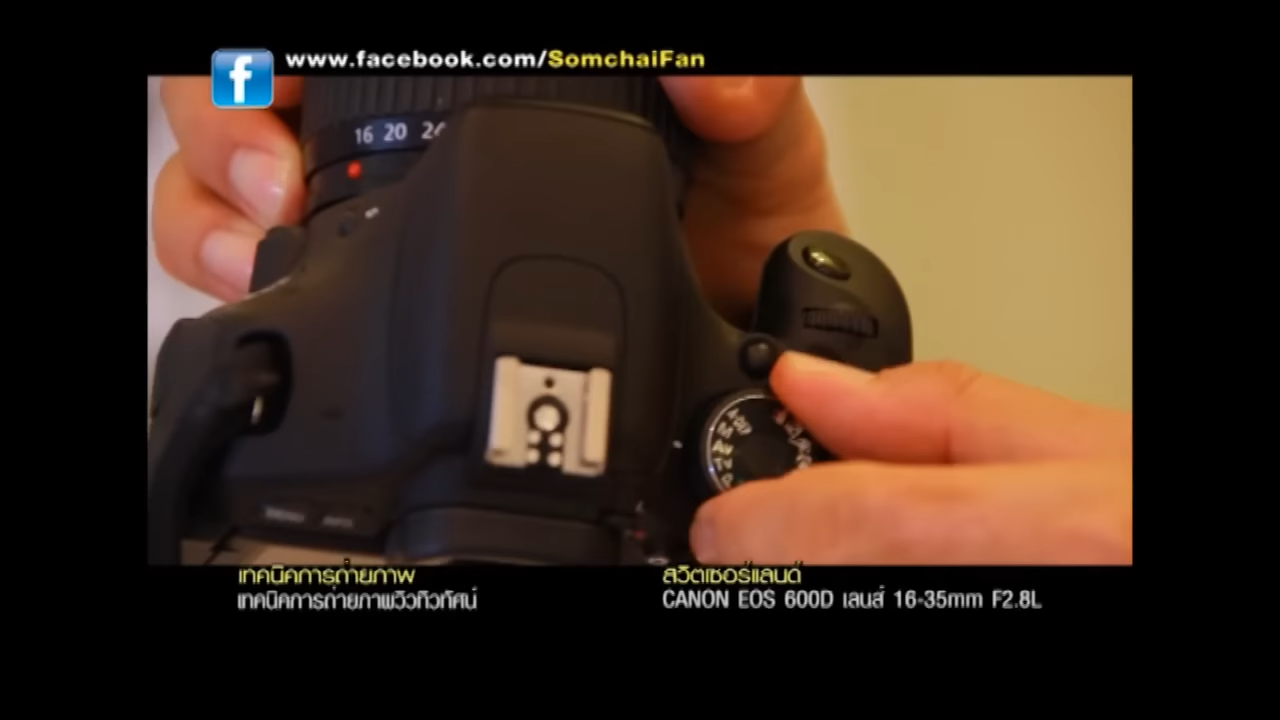 f www.facebook.com/SomchaiFan
16 20 24
เทคนิคการถ่ายภาพ
เทคนิคการถ่ายภาพวิวทิวทัศน์
สวิตเซอร์แลนด์
CANON EOS 600D เลนส์ 16-35mm F2.8L